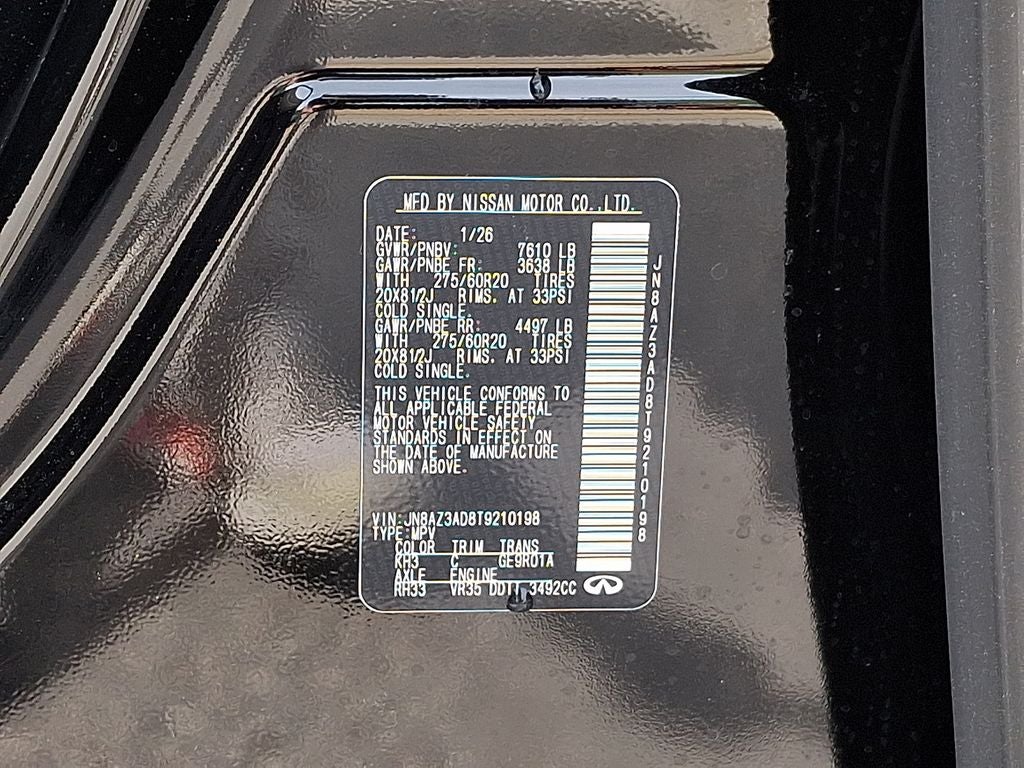 MFD BY NISSAN MOTOR CO.,LTD.
DATE: 1/26
GVWR/PNBV: 7610 LB
GAWR/PNBE FR: 3638 LB
WITH 275/60R20 TIRES
20X81/2J RIMS. AT 33PSI
COLD SINGLE.
GAWR/PNBE RR: 4497 LB
WITH 275/60R20 TIRES
20X81/2J RIMS. AT 33PSI
COLD SINGLE.
THIS VEHICLE CONFORMS TO
ALL APPLICABLE FEDERAL
MOTOR VEHICLE SAFETY
STANDARDS IN EFFECT ON
THE DATE OF MANUFACTURE
SHOWN ABOVE.
VIN:JN8AZ3AD8T9210198
TYPE:MPV
COLOR TRIM TRANS
KH3 C GE9R01A
AXLE ENGINE
RH33 VR35 3492CC
JN8AZ3AD8T9210198